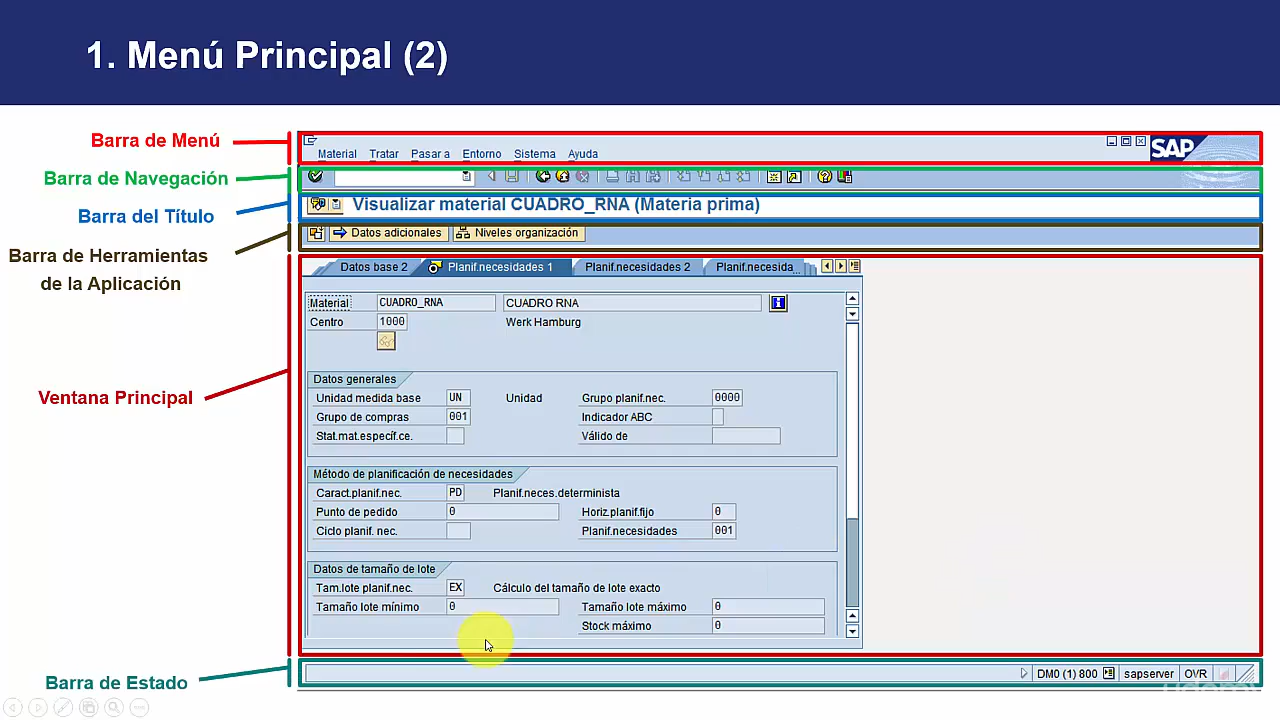 1. Menú Principal (2)
Barra de Menú
Barra de Navegación
Barra del Título
Barra de Herramientas
de la Aplicación
Ventana Principal
Barra de Estado
Material Tratar Pasar a Entorno Sistema Ayuda
SAP
Visualizar material CUADRO_RNA (Materia prima)
Datos adicionales Niveles organización
Datos base 2 Planif.necesidades 1 Planif.necesidades 2 Planif.necesida...
Material CUADRO_RNA CUADRO RNA
Centro 1000 Werk Hamburg
Datos generales
Unidad medida base UN Unidad Grupo planif.nec. 0000
Grupo de compras 001 Indicador ABC
Stat.mat.específ.ce. Válido de
Método de planificación de necesidades
Caract.planif.nec. PD Planif.neces.determinista
Punto de pedido 0 Horiz.planif.fijo 0
Ciclo planif. nec. Planif.necesidades 001
Datos de tamaño de lote
Tam.lote planif.nec. EX Cálculo del tamaño de lote exacto
Tamaño lote mínimo 0 Tamaño lote máximo 0
Stock máximo 0
DM0 (1) 800 sapserver OVR